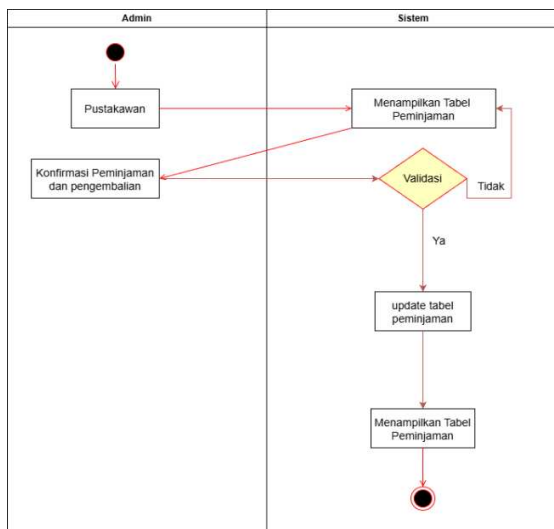 Admin
Sistem
Pustakawan
Menampilkan Tabel
Peminjaman
Konfirmasi Peminjaman
dan pengembalian
Validasi
Tidak
Ya
update tabel
peminjaman
Menampilkan Tabel
Peminjaman